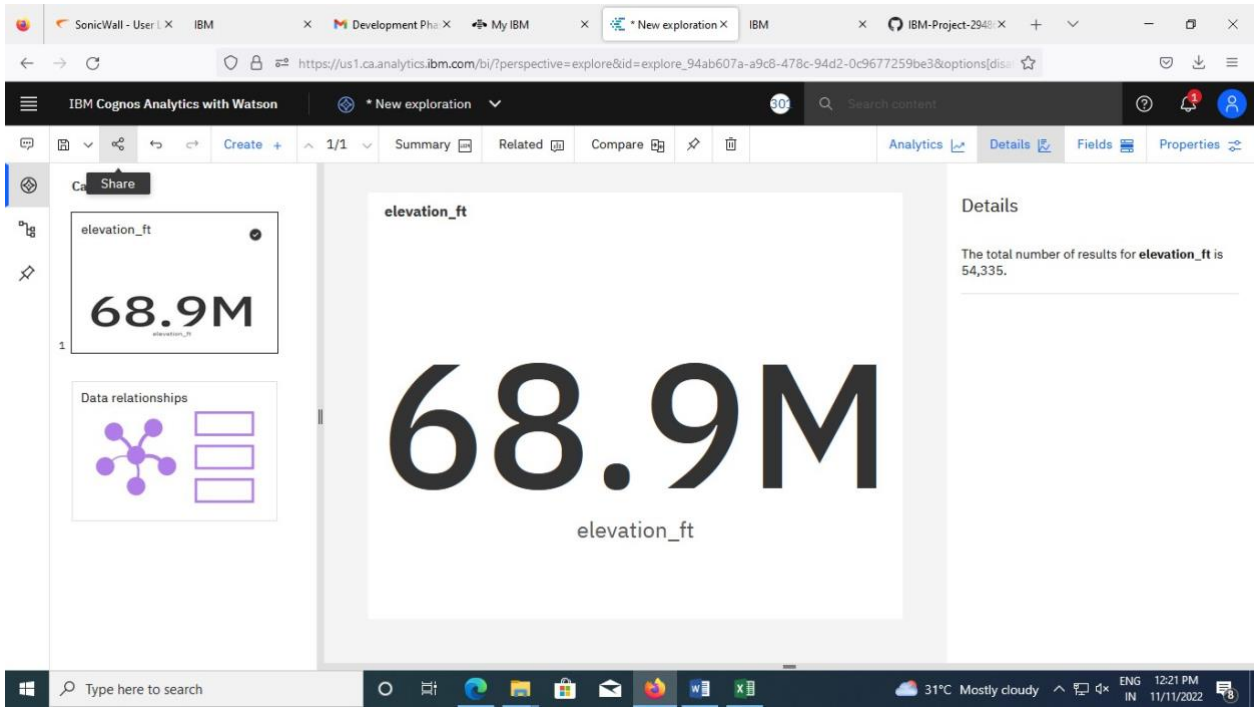 SonicWall - User L
IBM
Development Pha
My IBM
* New exploration
IBM
IBM-Project-2948
https://us1.ca.analytics.ibm.com/bi/?perspective=explore&id=explore_94ab607a-a9c8-478c-94d2-0c9677259be3&options[disa
IBM Cognos Analytics with Watson
* New exploration
Search content
1
Create +
1/1
Summary
Related
Compare
Analytics
Details
Fields
Properties
Ca
Share
elevation_ft
68.9M
elevation_ft
1
Data relationships
elevation_ft
68.9M
elevation_ft
Details
The total number of results for elevation_ft is
54,335.
Type here to search
31°C Mostly cloudy
ENG
IN
12:21 PM
11/11/2022
8